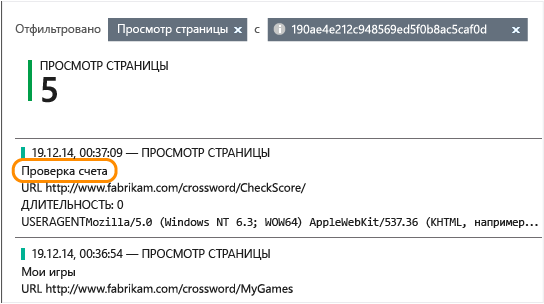 Отфильтровано Просмотр страницы x с i 190ae4e212c948569ed5f0b8ac5caf0d x
ПРОСМОТР СТРАНИЦЫ
5
19.12.14, 00:37:09 — ПРОСМОТР СТРАНИЦЫ
Проверка счета
URL http://www.fabrikam.com/crossword/CheckScore/
ДЛИТЕЛЬНОСТЬ: 0
USERAGENTMozilla/5.0 (Windows NT 6.3; WOW64) AppleWebKit/537.36 (KHTML, например...
19.12.14, 00:36:54 — ПРОСМОТР СТРАНИЦЫ
Мои игры
URL http://www.fabrikam.com/crossword/MyGames